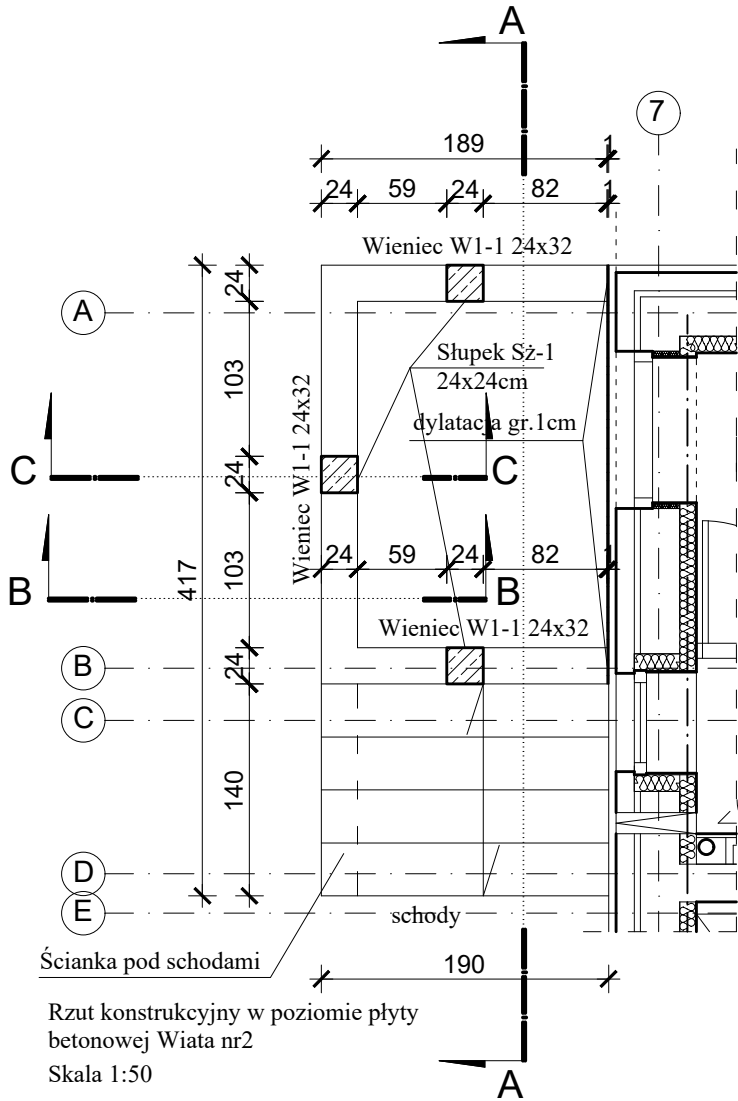 A
7
189
1
24
59
24
82
1
Wieniec W1-1 24x32
24
A
103
Słupek Sż-1
24x24cm
dylatacja gr.1cm
Wieniec W1-1 24x32
C
C
24
417
103
24
59
24
82
1
B
B
Wieniec W1-1 24x32
24
B
C
140
D
E
schody
Ścianka pod schodami
190
Rzut konstrukcyjny w poziomie płyty
betonowej Wiata nr2
Skala 1:50
A